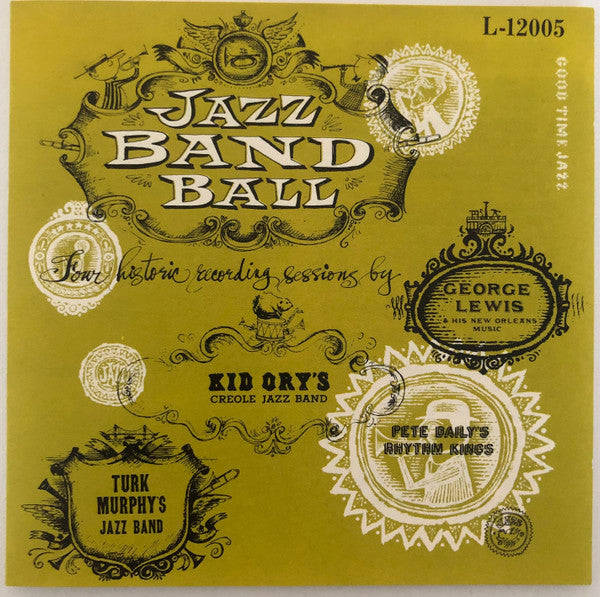 L-12005
GOOD TIME JAZZ
JAZZ
BAND
BALL
Four historic recording sessions by
GEORGE
LEWIS
& HIS NEW ORLEANS
MUSIC
KID ORY'S
CREOLE JAZZ BAND
PETE DAILY'S
RHYTHM KINGS
TURK
MURPHY'S
JAZZ BAND